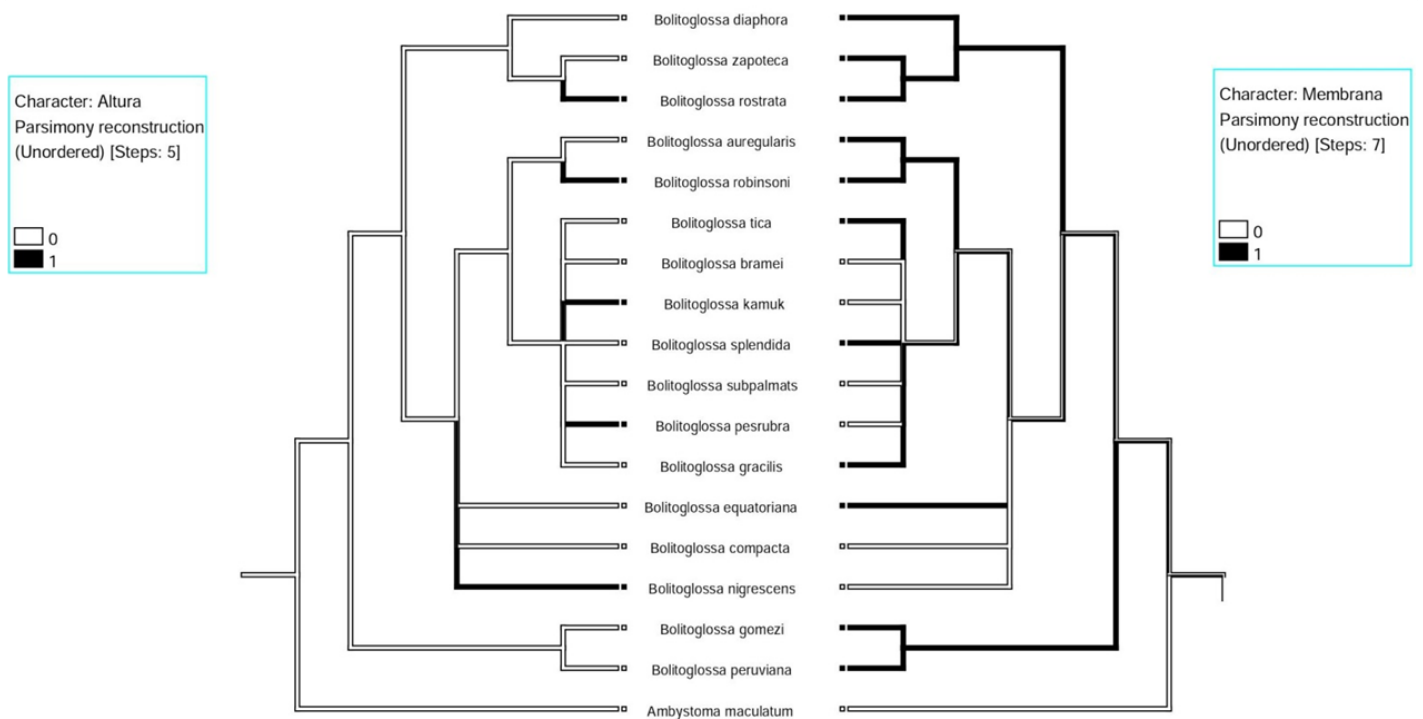 Character: Altura
Parsimony reconstruction
(Unordered) [Steps: 5]
0
1
Bolitoglossa diaphora
Bolitoglossa zapoteca
Bolitoglossa rostrata
Bolitoglossa auregularis
Bolitoglossa robinsoni
Bolitoglossa tica
Bolitoglossa bramei
Bolitoglossa kamuk
Bolitoglossa splendida
Bolitoglossa subpalmats
Bolitoglossa pesrubra
Bolitoglossa gracilis
Bolitoglossa equatoriana
Bolitoglossa compacta
Bolitoglossa nigrescens
Bolitoglossa gomezi
Bolitoglossa peruviana
Ambystoma maculatum
Character: Membrana
Parsimony reconstruction
(Unordered) [Steps: 7]
0
1